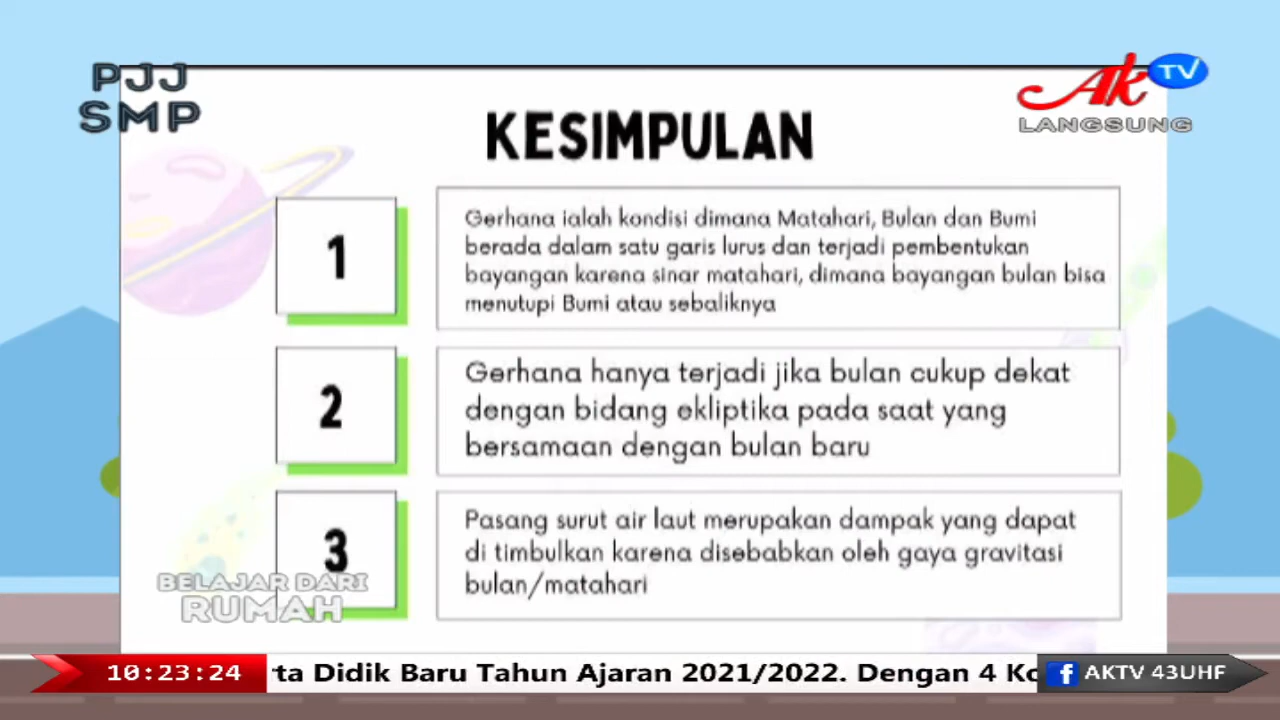 PJJ
SMP
Ak TV
LANGSUNG
KESIMPULAN
1
Gerhana ialah kondisi dimana Matahari, Bulan dan Bumi
berada dalam satu garis lurus dan terjadi pembentukan
bayangan karena sinar matahari, dimana bayangan bulan bisa
menutupi Bumi atau sebaliknya
2
Gerhana hanya terjadi jika bulan cukup dekat
dengan bidang ekliptika pada saat yang
bersamaan dengan bulan baru
3
Pasang surut air laut merupakan dampak yang dapat
di timbulkan karena disebabkan oleh gaya gravitasi
bulan/matahari
BELAJAR DARI
RUMAH
10:23:24
ta Didik Baru Tahun Ajaran 2021/2022. Dengan 4 Ko
f AKTV 43UHF